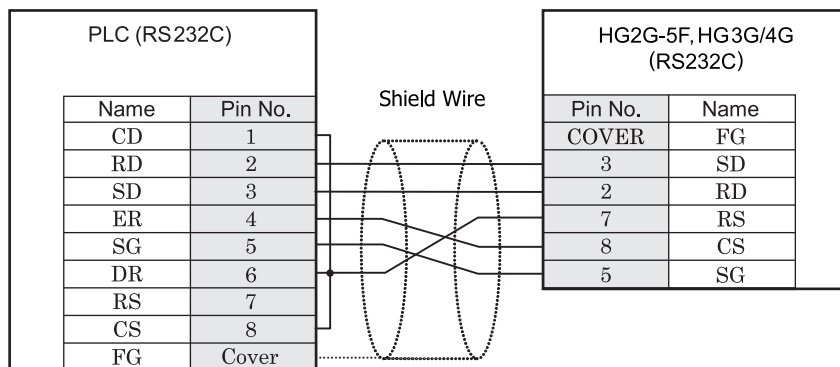 PLC (RS232C)
Name Pin No.
CD 1
RD 2
SD 3
ER 4
SG 5
DR 6
RS 7
CS 8
FG Cover
Shield Wire
HG2G-5F, HG3G/4G
(RS232C)
Pin No. Name
COVER FG
3 SD
2 RD
7 RS
8 CS
5 SG